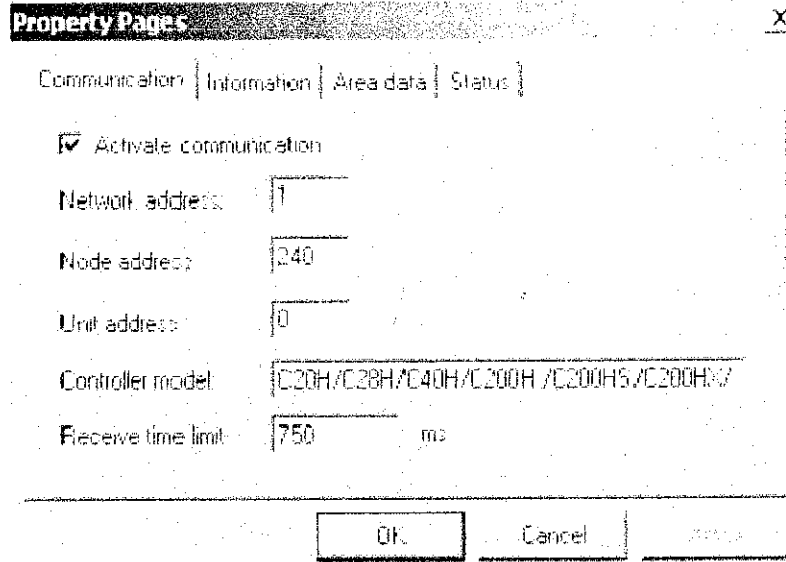 Property Pages X
Communication Information Area data Status
Activate communication
Network address: 1
Node address: 240
Unit address: 0
Controller model: C20H/C28H/C40H/C200H /C200HS/C200HX/
Receive time limit: 750 ms
OK Cancel